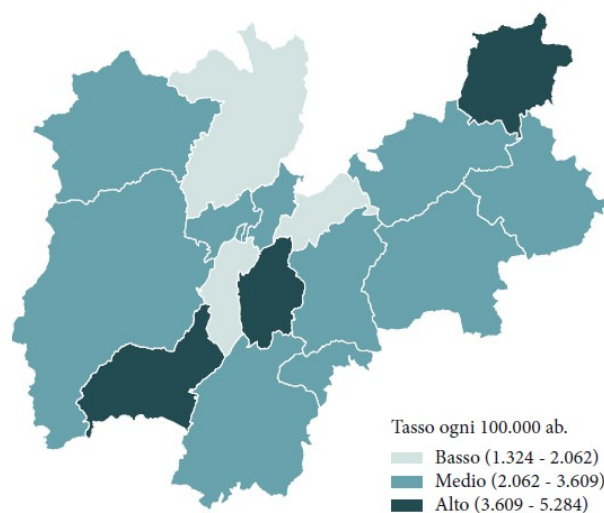 Tasso ogni 100.000 ab.
Basso (1.324 - 2.062)
Medio (2.062 - 3.609)
Alto (3.609 - 5.284)